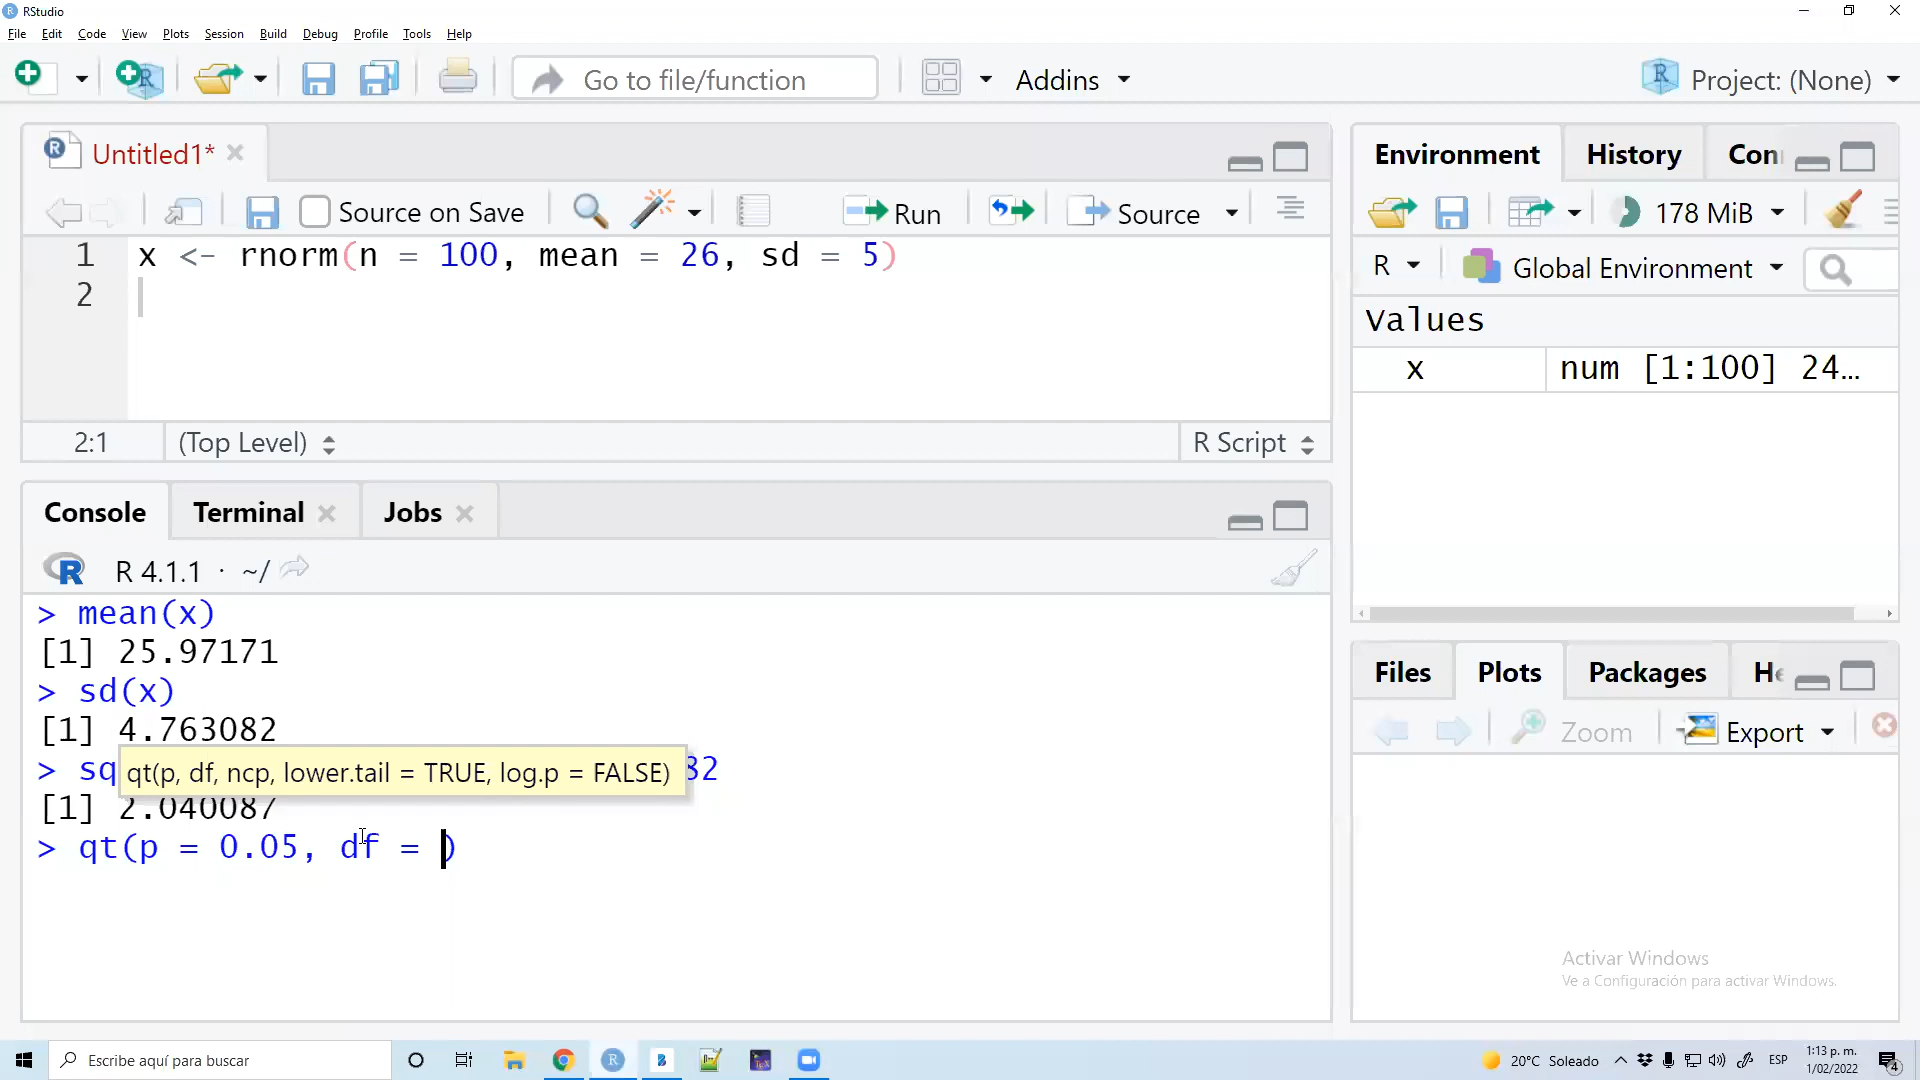 RStudio
File Edit Code View Plots Session Build Debug Profile Tools Help
Go to file/function Addins Project: (None)
Untitled1*
Source on Save Run Source
1 x <- rnorm(n = 100, mean = 26, sd = 5)
2
2:1 (Top Level) R Script
Console Terminal Jobs
R 4.1.1 · ~/
> mean(x)
[1] 25.97171
> sd(x)
[1] 4.763082
> sq 82
qt(p, df, ncp, lower.tail = TRUE, log.p = FALSE)
[1] 2.040087
> qt(p = 0.05, df = )
Environment History Con
178 MiB
R Global Environment
Values
x num [1:100] 24…
Files Plots Packages He
Zoom Export
Activar Windows
Ve a Configuración para activar Windows.
Escribe aquí para buscar
20°C Soleado ESP 1:13 p. m.
1/02/2022
4